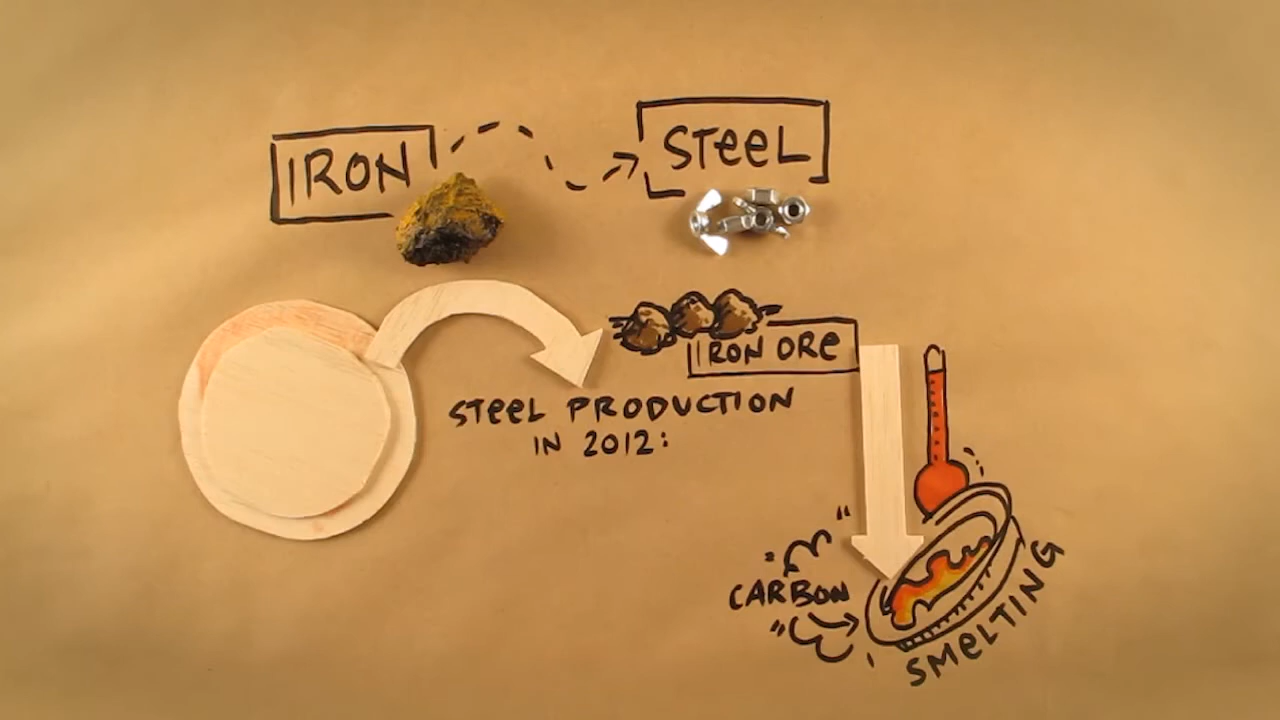 IRON
STEEL
IRON ORE
STEEL PRODUCTION
IN 2012:
CARBON
SMELTING